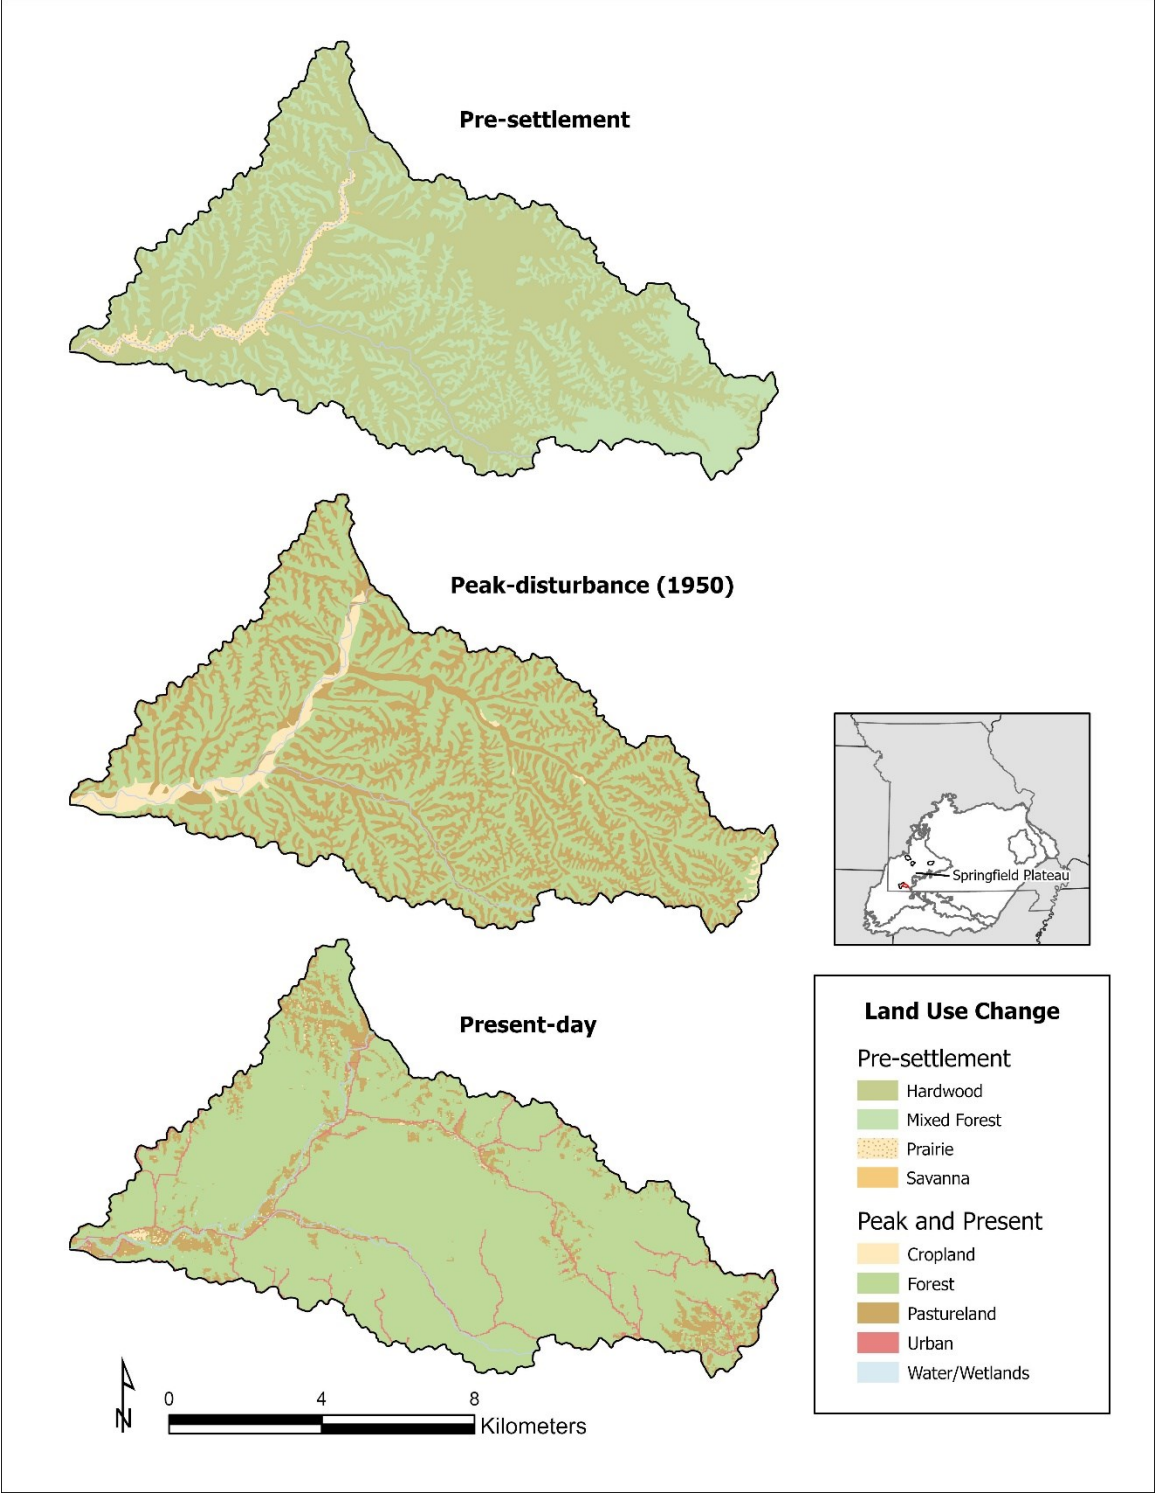 Pre-settlement
Peak-disturbance (1950)
Springfield Plateau
Present-day
Land Use Change
Pre-settlement
Hardwood
Mixed Forest
Prairie
Savanna
Peak and Present
Cropland
Forest
Pastureland
Urban
Water/Wetlands
N
0 4 8
Kilometers